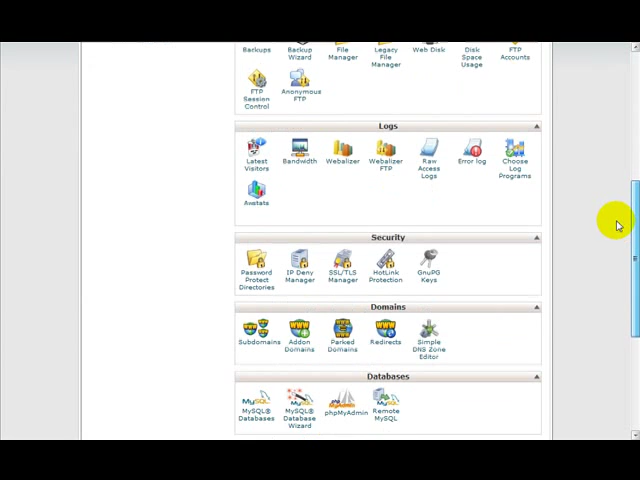 Backups
Backup
Wizard
File
Manager
Legacy
File
Manager
Web Disk
Disk
Space
Usage
FTP
Accounts
FTP
Session
Control
Anonymous
FTP
Logs
Latest
Visitors
Bandwidth
Webalizer
Webalizer
FTP
Raw
Access
Logs
Error log
Choose
Log
Programs
Awstats
Security
Password
Protect
Directories
IP Deny
Manager
SSL/TLS
Manager
HotLink
Protection
GnuPG
Keys
Domains
Subdomains
Addon
Domains
Parked
Domains
Redirects
Simple
DNS Zone
Editor
Databases
MySQL®
Databases
MySQL®
Database
Wizard
phpMyAdmin
Remote
MySQL